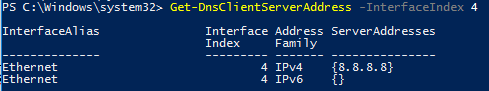 PS C:\Windows\system32> Get-DnsClientServerAddress -InterfaceIndex 4
InterfaceAlias Interface Address ServerAddresses
Index Family
-------------- --------- ------- ---------------
Ethernet 4 IPv4 {8.8.8.8}
Ethernet 4 IPv6 {}